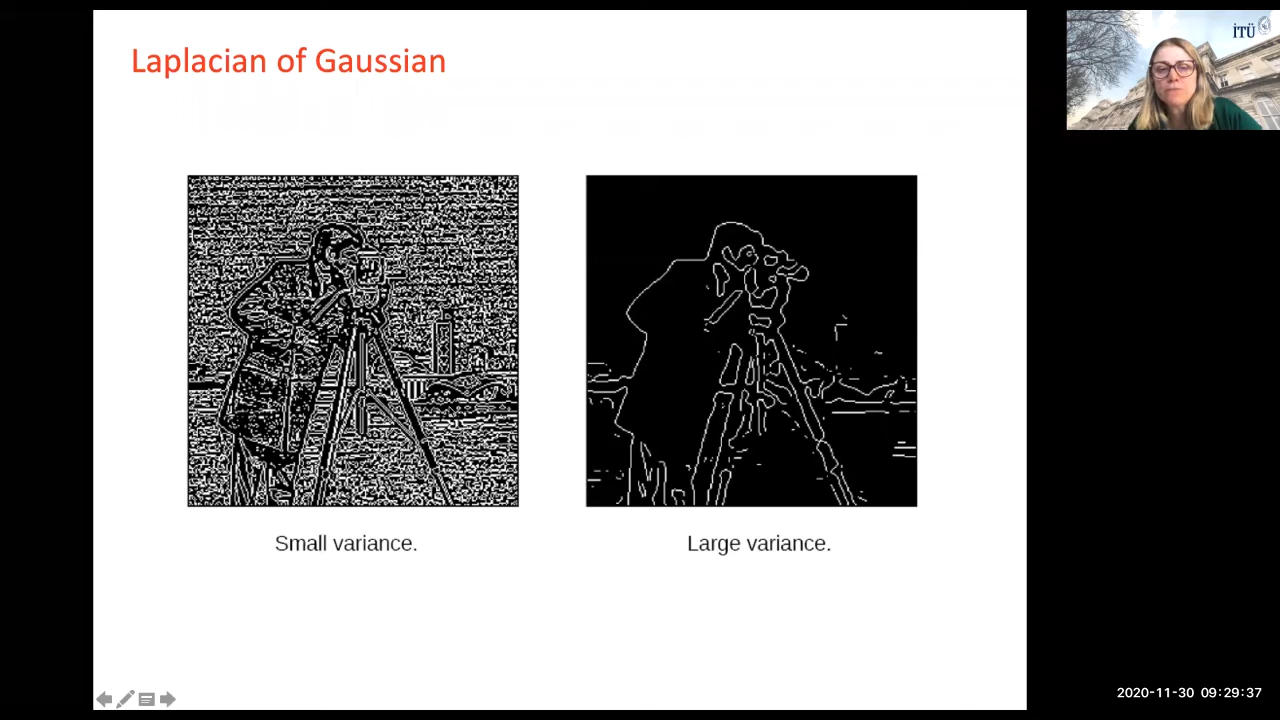 Laplacian of Gaussian
İTÜ
Small variance.
Large variance.
2020-11-30 09:29:37